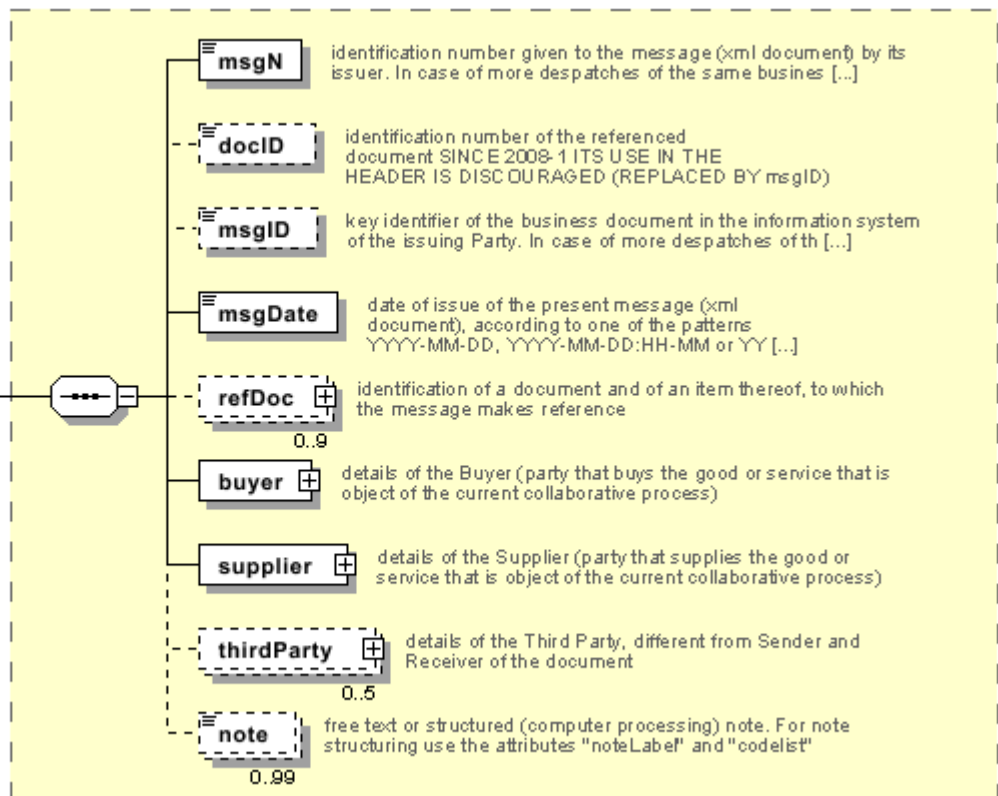 msgN
identification number given to the message (xml document) by its
issuer. In case of more despatches of the same busines [...]
docID
identification number of the referenced
document SINCE 2008-1 ITS USE IN THE
HEADER IS DISCOURAGED (REPLACED BY msgID)
msgID
key identifier of the business document in the information system
of the issuing Party. In case of more despatches of th [...]
msgDate
date of issue of the present message (xml
document), according to one of the patterns
YYYY-MM-DD, YYYY-MM-DD:HH-MM or YY [...]
refDoc
0..9
identification of a document and of an item thereof, to which
the message makes reference
buyer
details of the Buyer (party that buys the good or service that is
object of the current collaborative process)
supplier
details of the Supplier (party that supplies the good or
service that is object of the current collaborative process)
thirdParty
0..5
details of the Third Party, different from Sender and
Receiver of the document
note
0..99
free text or structured (computer processing) note. For note
structuring use the attributes "noteLabel" and "codelist"